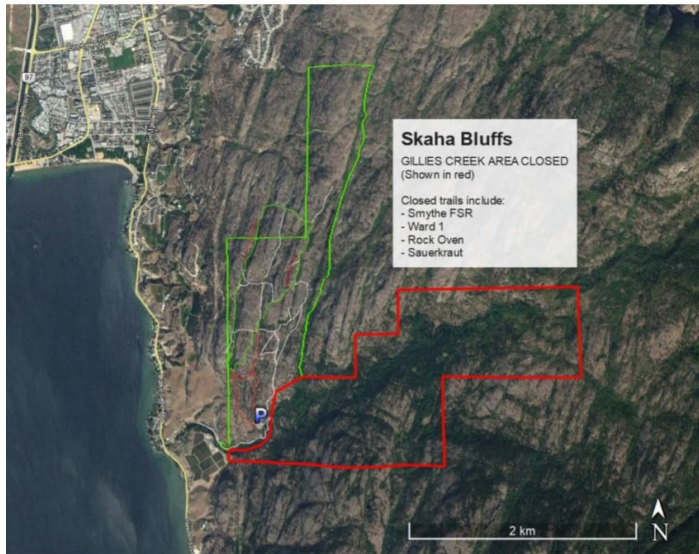 97
Skaha Bluffs
GILLIES CREEK AREA CLOSED
(Shown in red)
Closed trails include:
- Smythe FSR
- Ward 1
- Rock Oven
- Sauerkraut
P
2 km
N